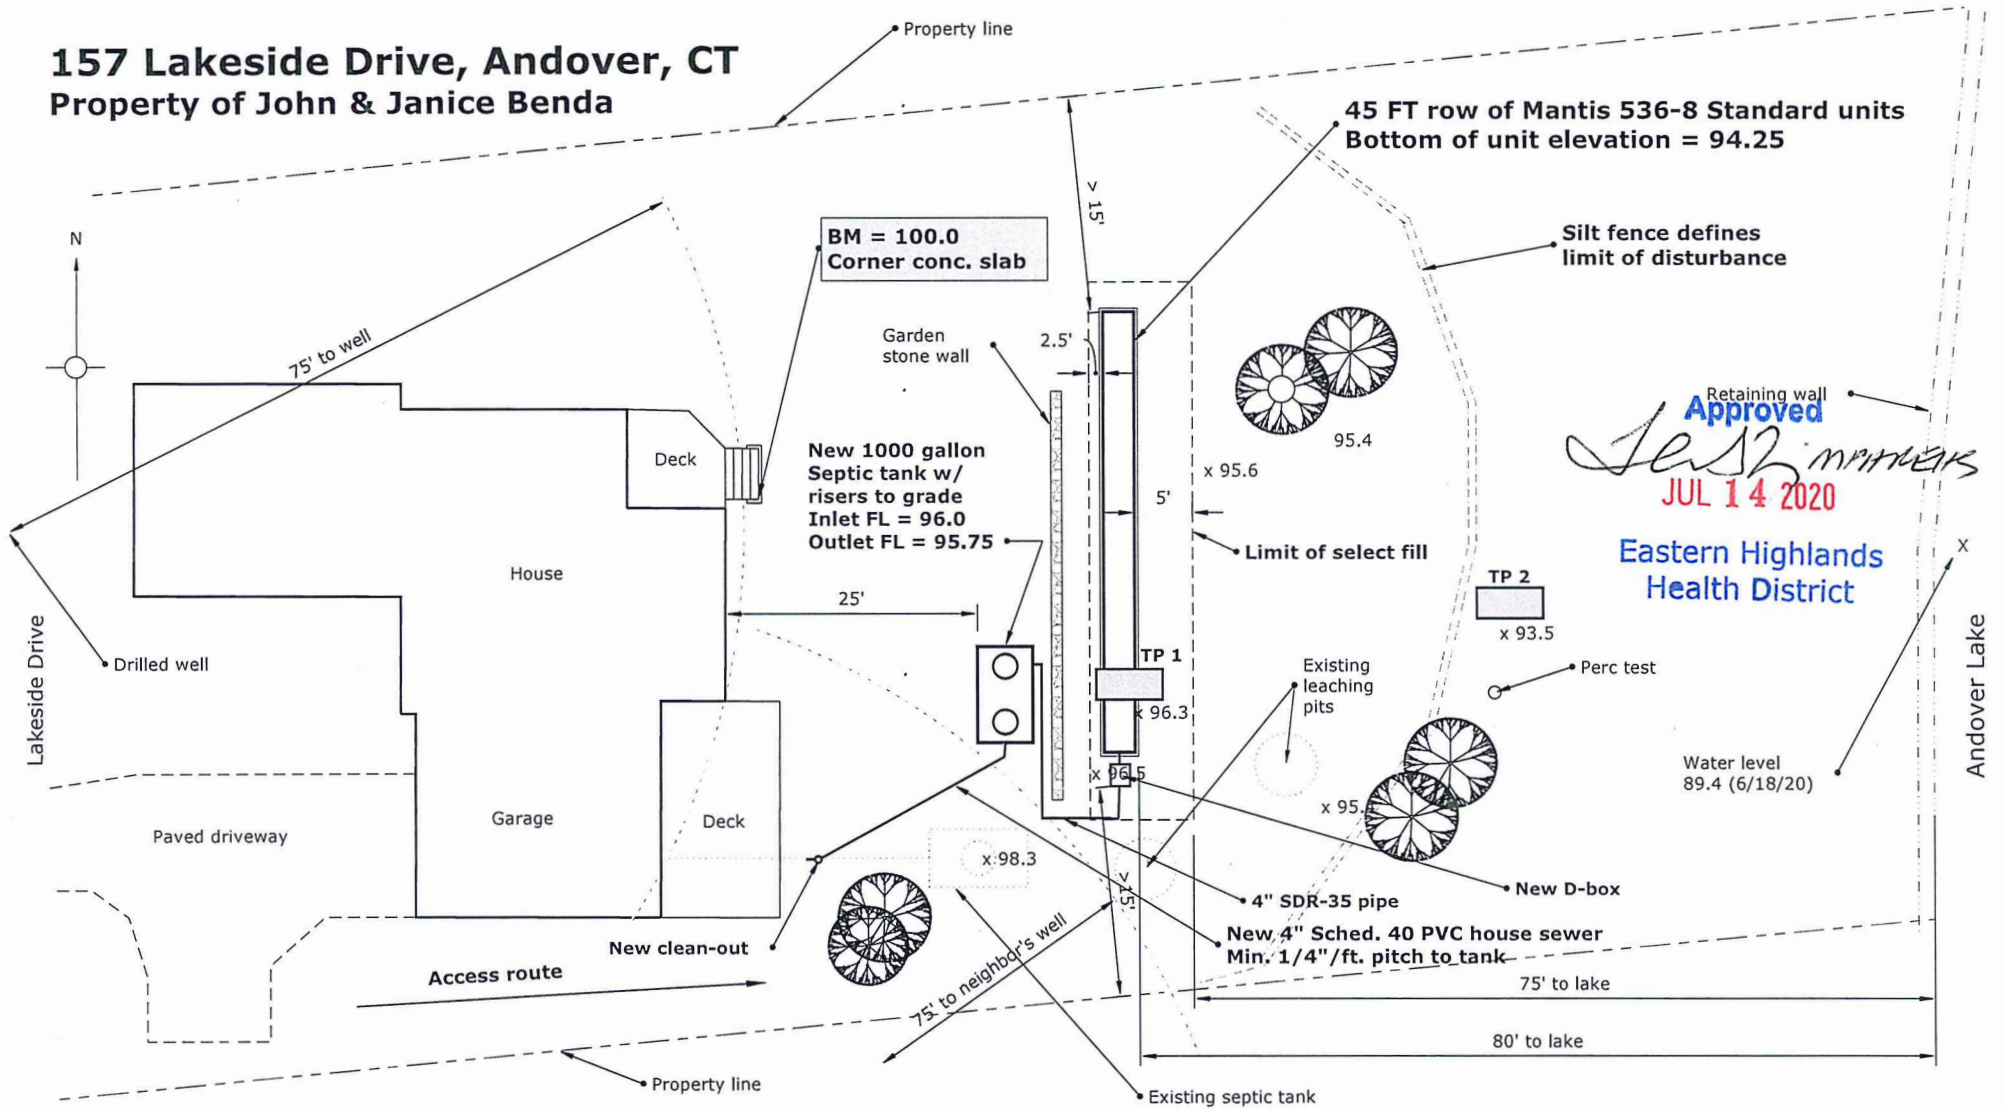 157 Lakeside Drive, Andover, CT
Property of John & Janice Benda
Property line
45 FT row of Mantis 536-8 Standard units
Bottom of unit elevation = 94.25
> 15'
N
BM = 100.0
Corner conc. slab
Silt fence defines
limit of disturbance
75' to well
Garden
stone wall
2.5'
Retaining wall
Approved
JUL 14 2020
Eastern Highlands
Health District
95.4
x 95.6
Deck
New 1000 gallon
Septic tank w/
risers to grade
Inlet FL = 96.0
Outlet FL = 95.75
5'
Limit of select fill
X
House
25'
TP 2
x 93.5
Lakeside Drive
Drilled well
TP 1
x 96.3
Existing
leaching
pits
Perc test
Andover Lake
x 96.5
Water level
89.4 (6/18/20)
x 95.
Paved driveway
Garage
Deck
x 98.3
> 15'
New D-box
4" SDR-35 pipe
New clean-out
New 4" Sched. 40 PVC house sewer
Min. 1/4"/ft. pitch to tank
Access route
75' to neighbor's well
75' to lake
80' to lake
Property line
Existing septic tank